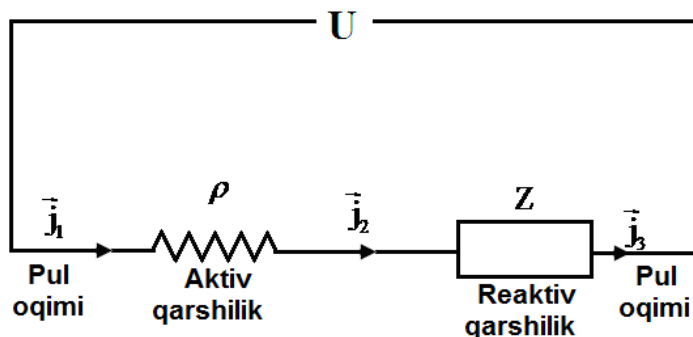 U
ρ
Z
j₁
j₂
j₃
Pul
oqimi
Aktiv
qarshilik
Reaktiv
qarshilik
Pul
oqimi